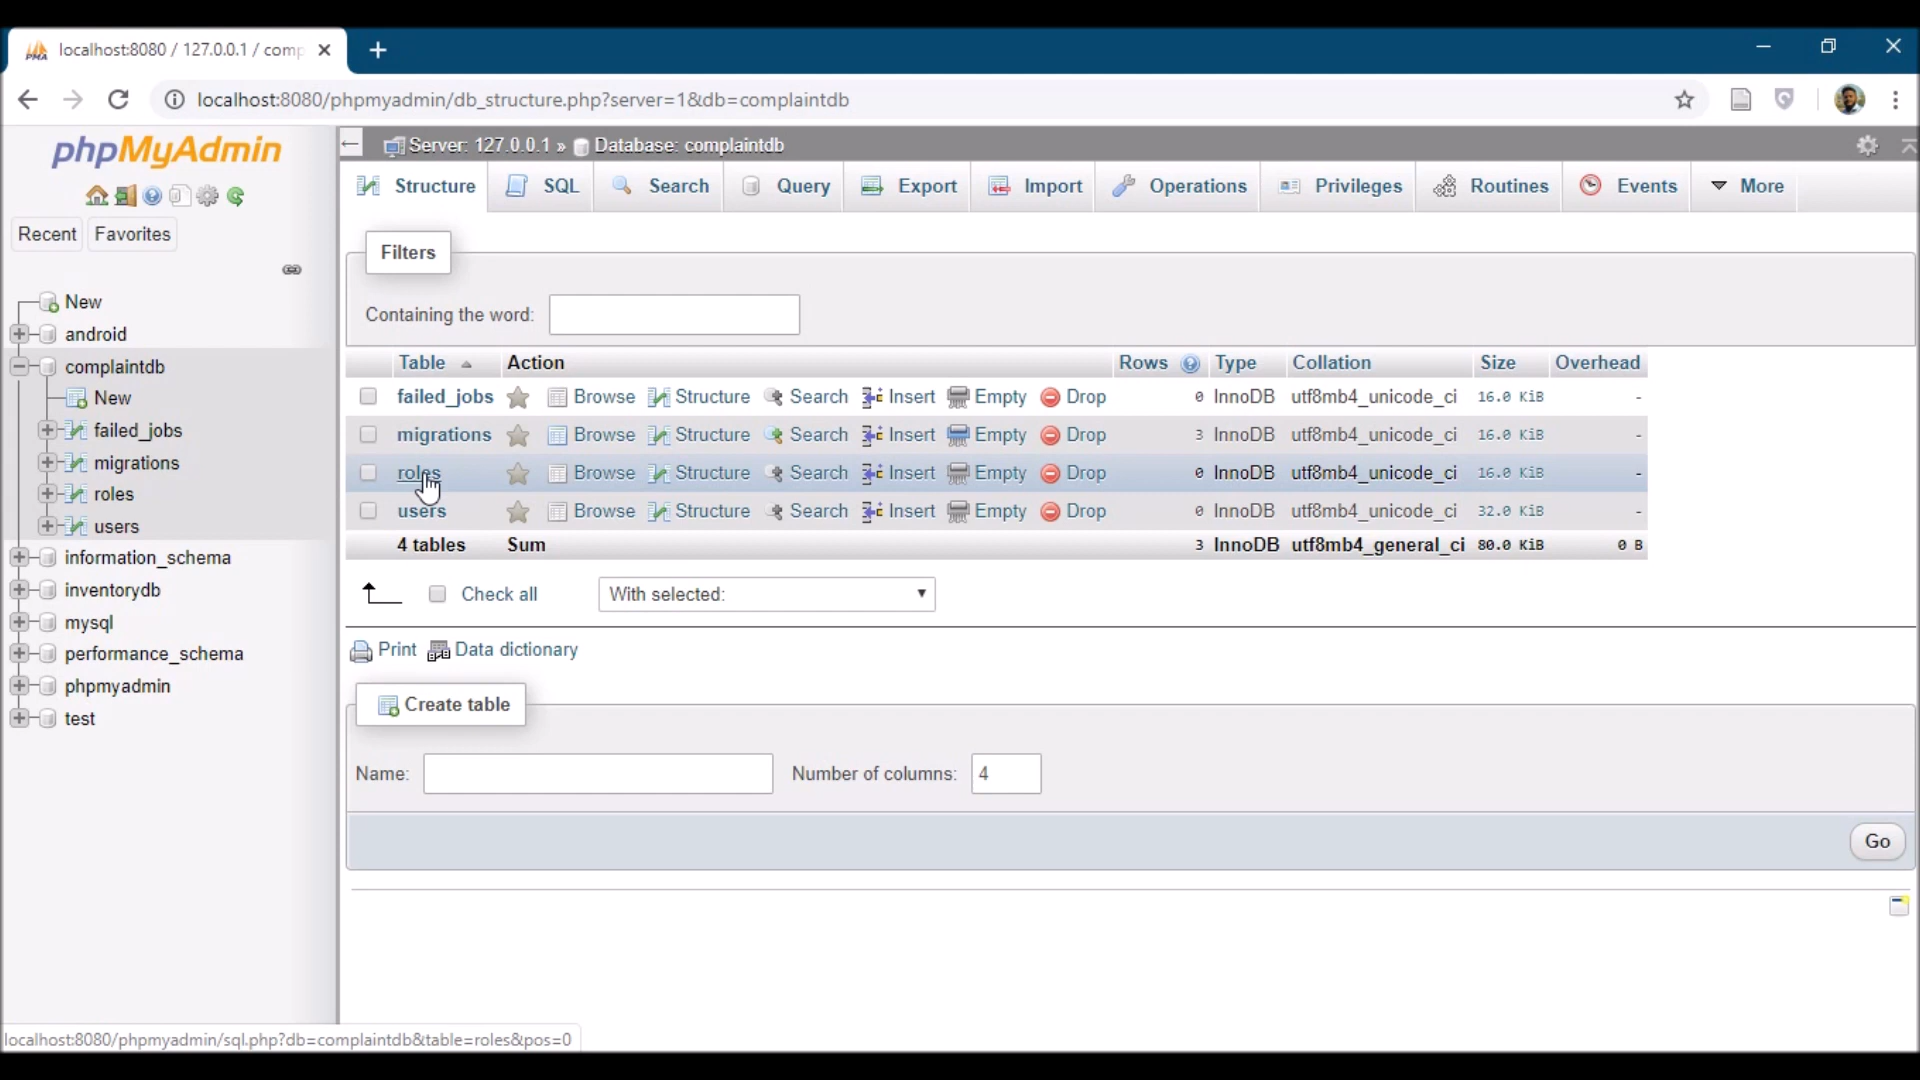 localhost:8080 / 127.0.0.1 / comp
localhost:8080/phpmyadmin/db_structure.php?server=1&db=complaintdb
phpMyAdmin
Recent Favorites
New
android
complaintdb
New
failed_jobs
migrations
roles
users
information_schema
inventorydb
mysql
performance_schema
phpmyadmin
test
Server: 127.0.0.1 » Database: complaintdb
Structure SQL Search Query Export Import Operations Privileges Routines Events More
Filters
Containing the word:
Table Action Rows Type Collation Size Overhead
failed_jobs Browse Structure Search Insert Empty Drop 0 InnoDB utf8mb4_unicode_ci 16.0 KiB -
migrations Browse Structure Search Insert Empty Drop 3 InnoDB utf8mb4_unicode_ci 16.0 KiB -
roles Browse Structure Search Insert Empty Drop 0 InnoDB utf8mb4_unicode_ci 16.0 KiB -
users Browse Structure Search Insert Empty Drop 0 InnoDB utf8mb4_unicode_ci 32.0 KiB -
4 tables Sum 3 InnoDB utf8mb4_general_ci 80.0 KiB 0 B
Check all With selected:
Print Data dictionary
Create table
Name: Number of columns: 4
Go
localhost:8080/phpmyadmin/sql.php?db=complaintdb&table=roles&pos=0